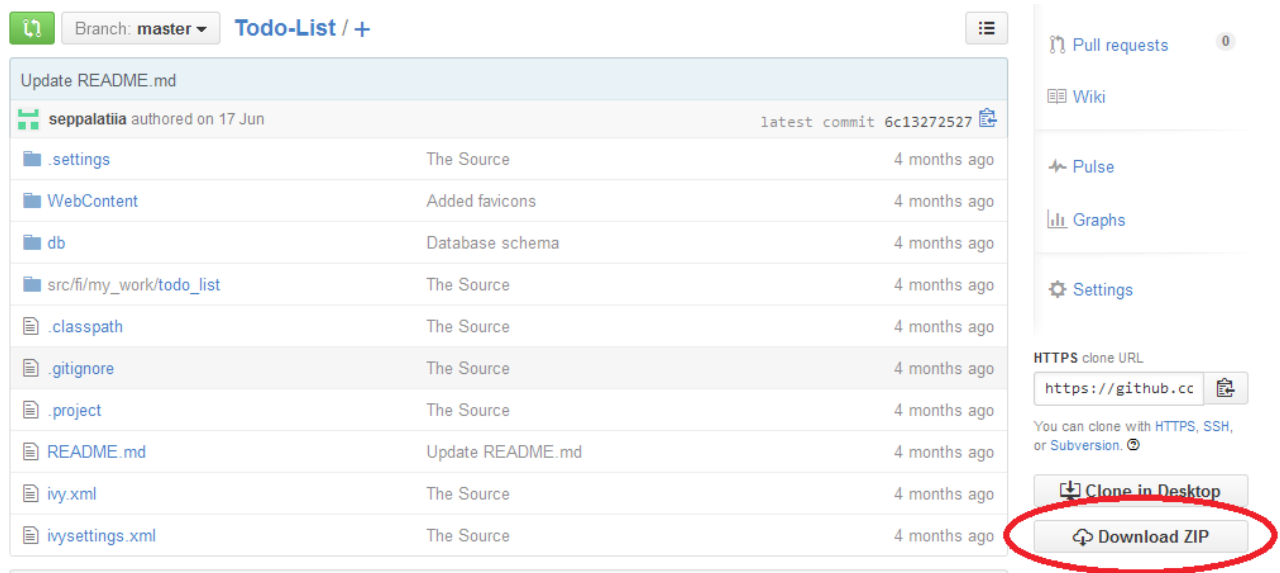 Branch: master Todo-List / +
Update README.md
seppalatiia authored on 17 Jun latest commit 6c13272527
.settings The Source 4 months ago
WebContent Added favicons 4 months ago
db Database schema 4 months ago
src/fi/my_work/todo_list The Source 4 months ago
.classpath The Source 4 months ago
.gitignore The Source 4 months ago
.project The Source 4 months ago
README.md Update README.md 4 months ago
ivy.xml The Source 4 months ago
ivysettings.xml The Source 4 months ago
Pull requests 0
Wiki
Pulse
Graphs
Settings
HTTPS clone URL
https://github.cc
You can clone with HTTPS, SSH,
or Subversion.
Clone in Desktop
Download ZIP